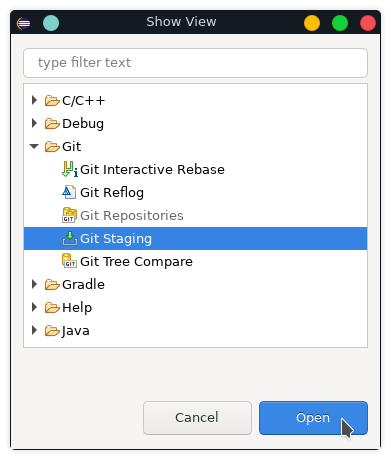 Show View
type filter text
C/C++
Debug
Git
Git Interactive Rebase
Git Reflog
Git Repositories
Git Staging
Git Tree Compare
Gradle
Help
Java
Cancel
Open